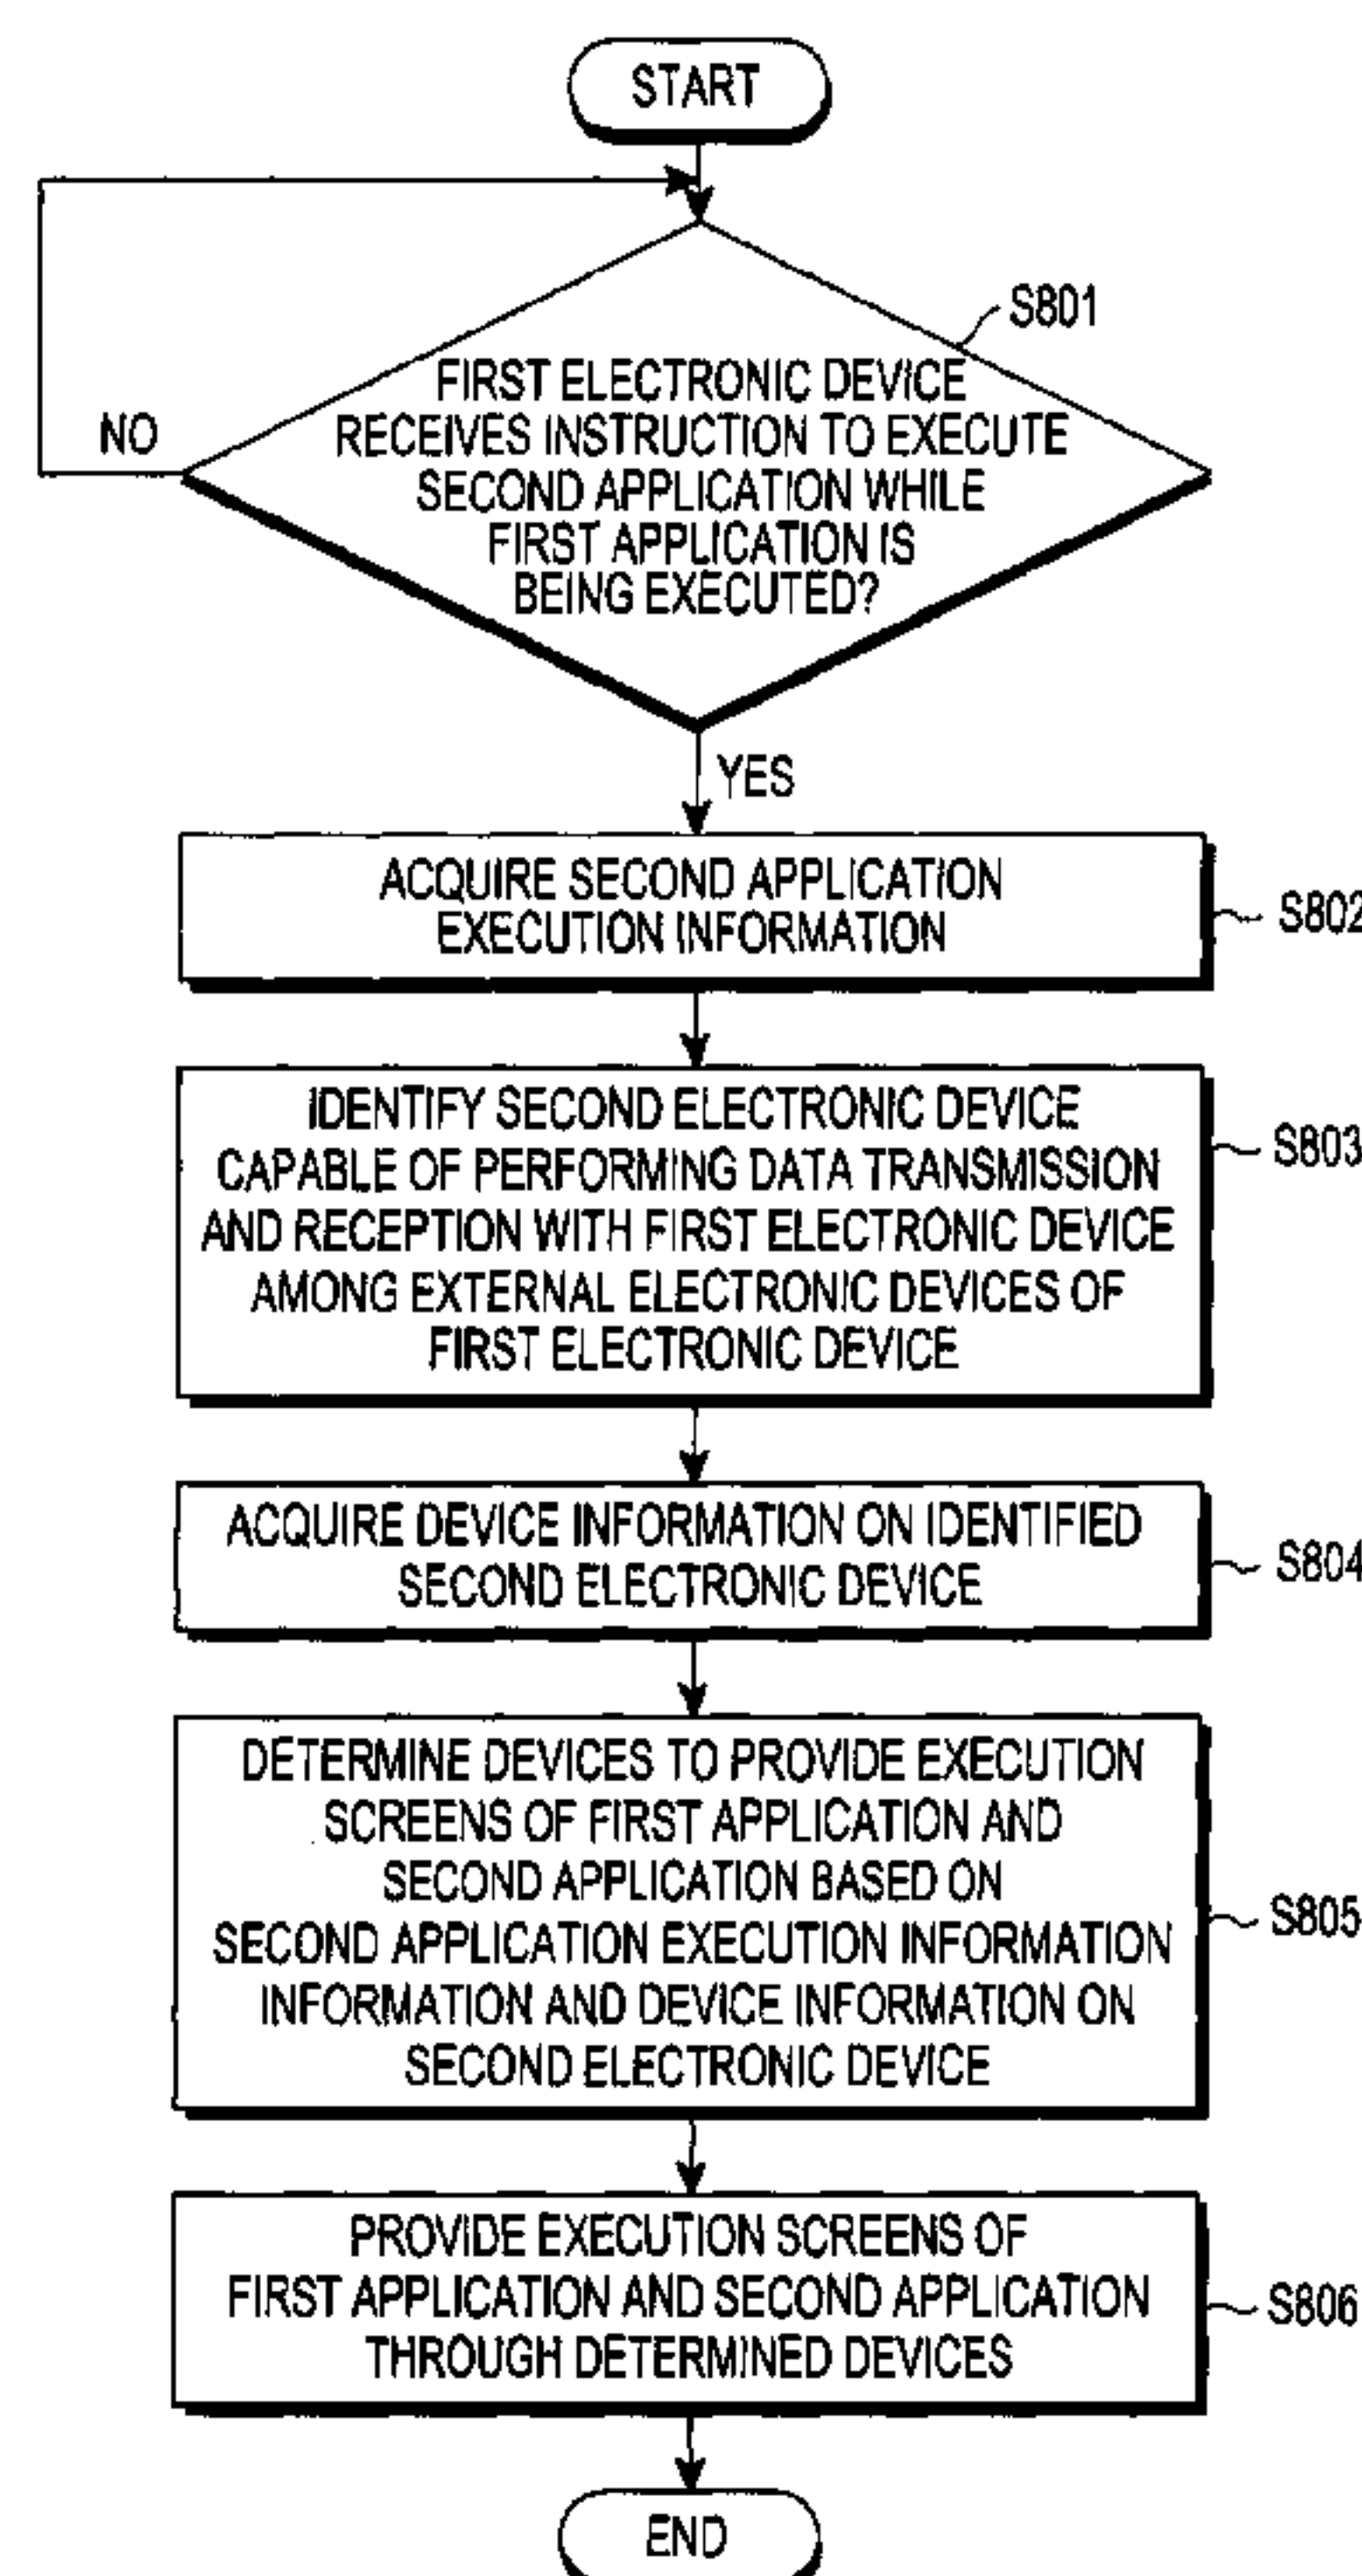 START
S801
FIRST ELECTRONIC DEVICE
RECEIVES INSTRUCTION TO EXECUTE
SECOND APPLICATION WHILE
FIRST APPLICATION IS
BEING EXECUTED?
NO
YES
ACQUIRE SECOND APPLICATION
EXECUTION INFORMATION
S802
IDENTIFY SECOND ELECTRONIC DEVICE
CAPABLE OF PERFORMING DATA TRANSMISSION
AND RECEPTION WITH FIRST ELECTRONIC DEVICE
AMONG EXTERNAL ELECTRONIC DEVICES OF
FIRST ELECTRONIC DEVICE
S803
ACQUIRE DEVICE INFORMATION ON IDENTIFIED
SECOND ELECTRONIC DEVICE
S804
DETERMINE DEVICES TO PROVIDE EXECUTION
SCREENS OF FIRST APPLICATION AND
SECOND APPLICATION BASED ON
SECOND APPLICATION EXECUTION INFORMATION
INFORMATION AND DEVICE INFORMATION ON
SECOND ELECTRONIC DEVICE
S805
PROVIDE EXECUTION SCREENS OF
FIRST APPLICATION AND SECOND APPLICATION
THROUGH DETERMINED DEVICES
S806
END